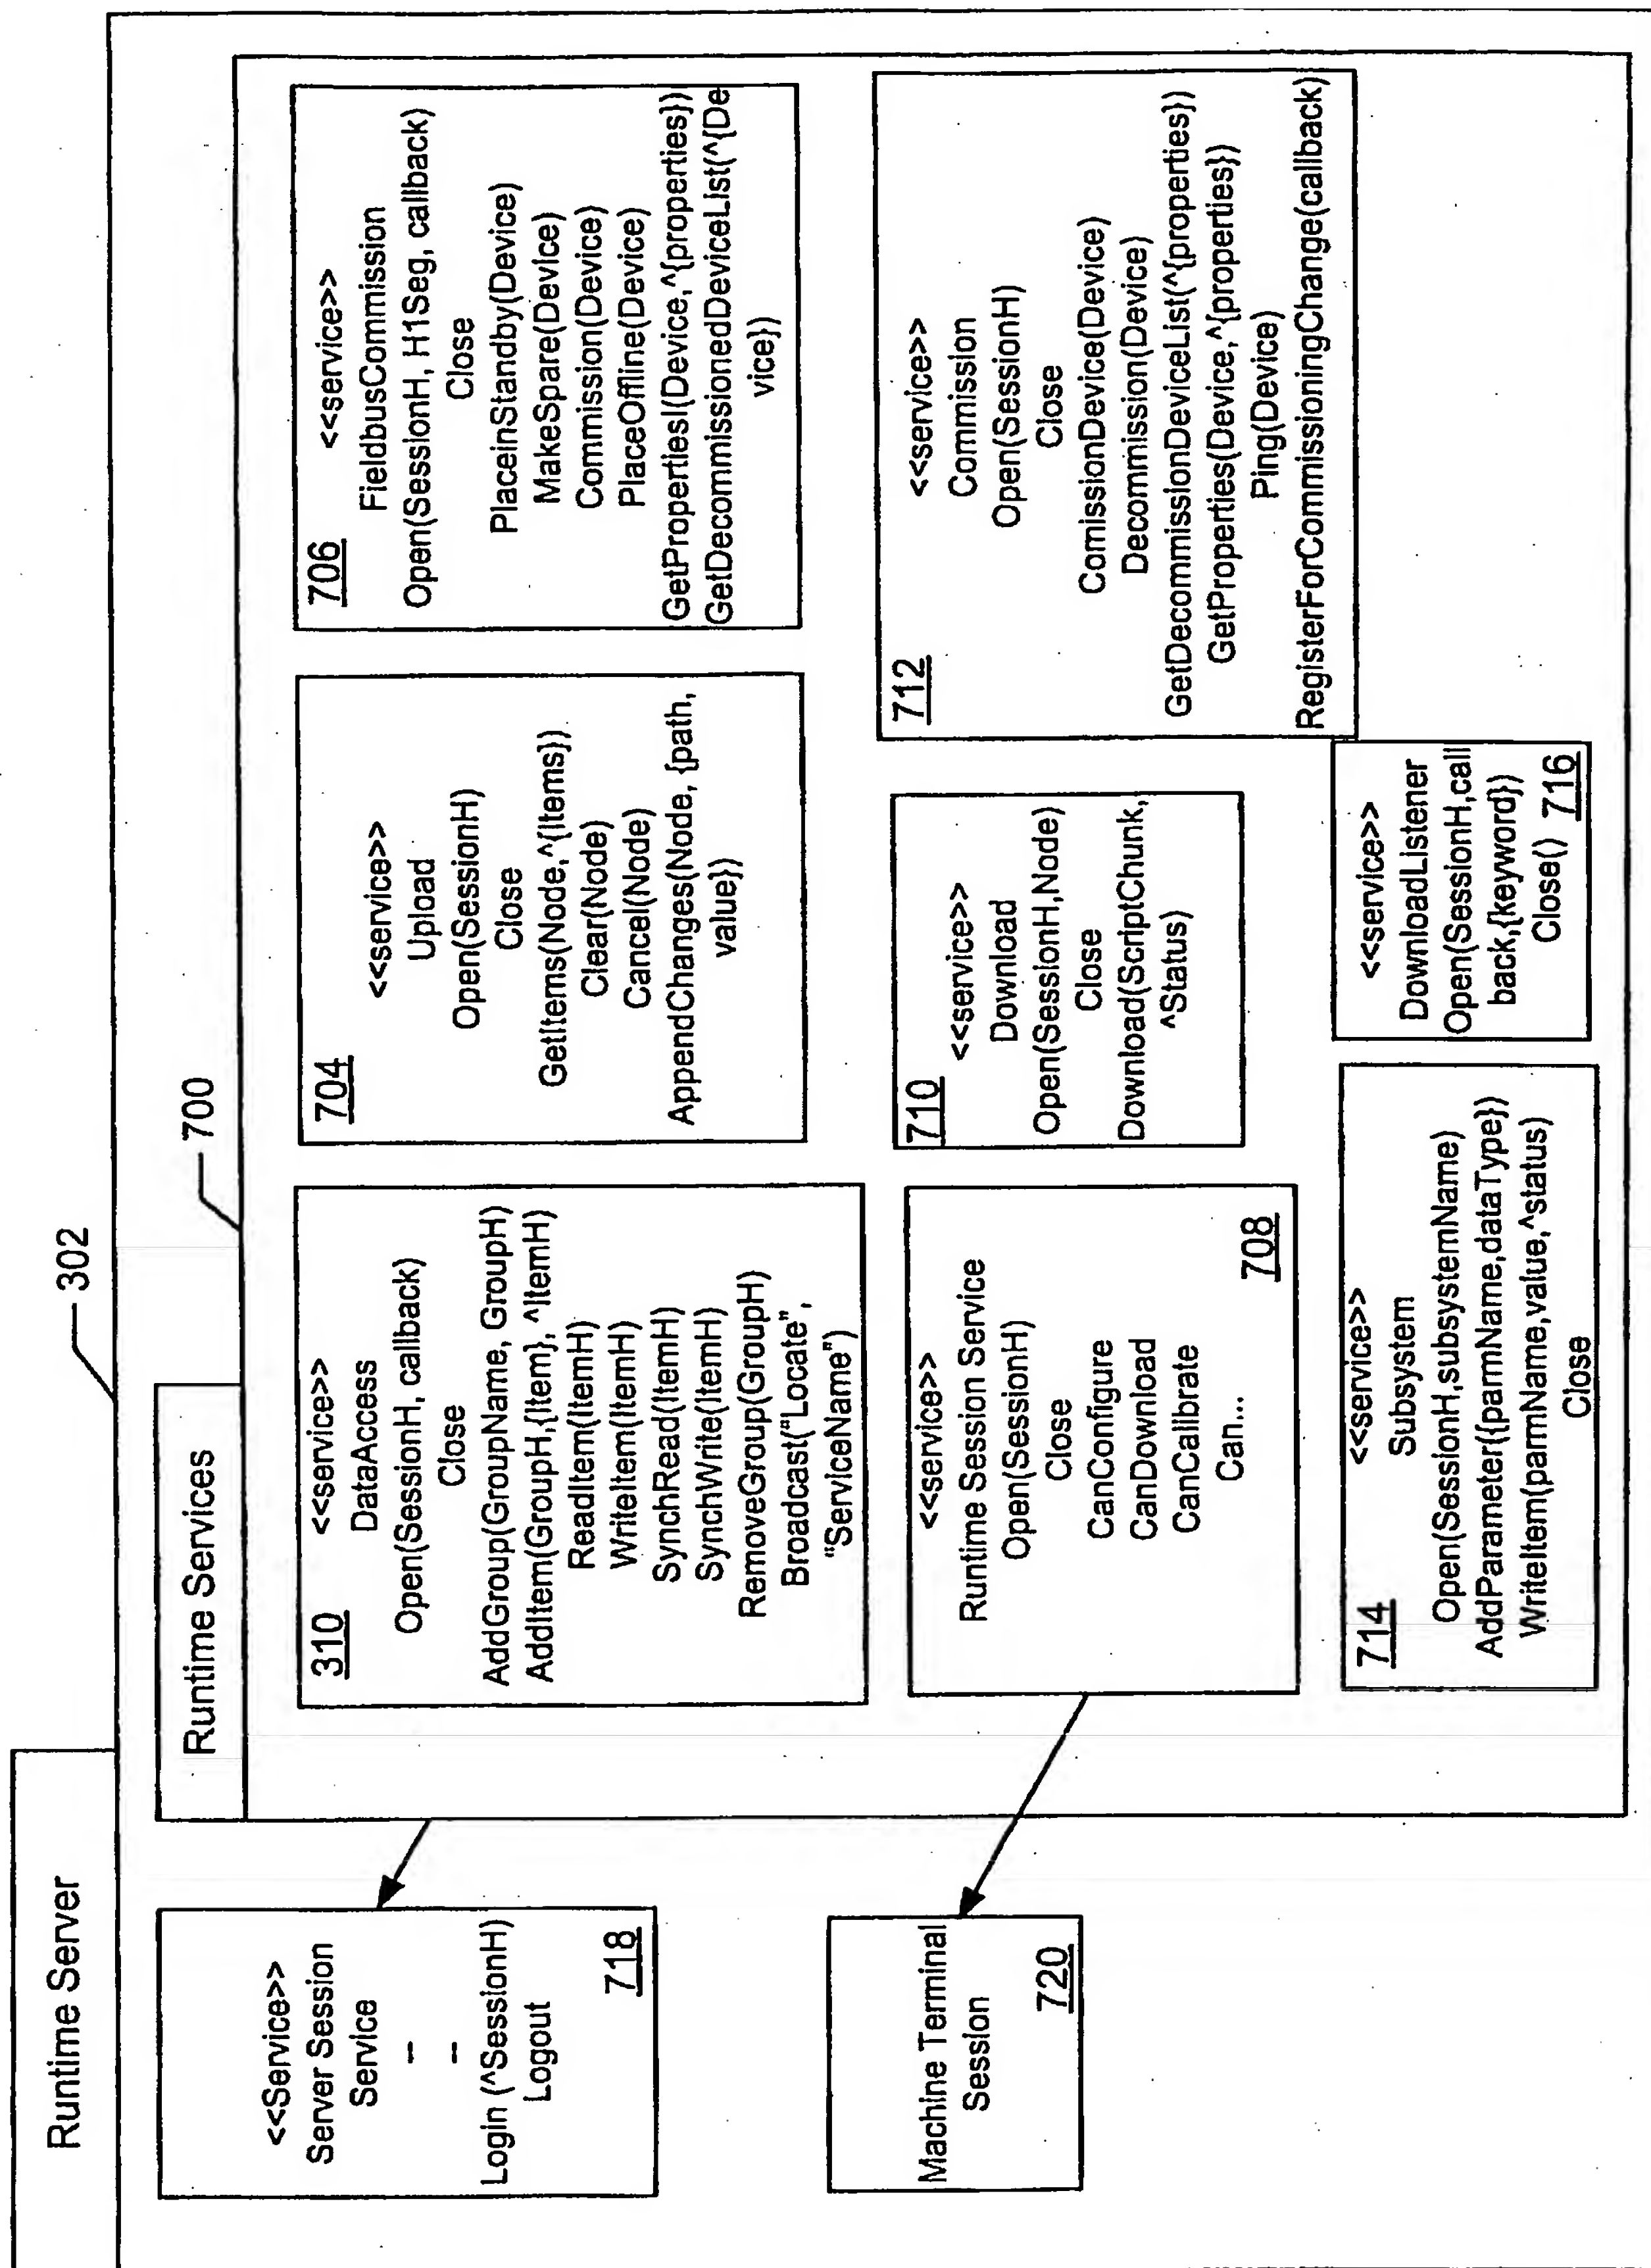 Runtime Server
302
Runtime Services
700
<<Service>>
Server Session
Service
--
--
Login (^SessionH)
Logout
718
Machine Terminal
Session
720
310
<<service>>
DataAccess
Open(SessionH, callback)
Close
AddGroup(GroupName, GroupH)
AddItem(GroupH,{Item}, ^ItemH)
ReadItem(ItemH)
WriteItem(ItemH)
SynchRead(ItemH)
SynchWrite(ItemH)
RemoveGroup(GroupH)
Broadcast("Locate",
"ServiceName")
704
<<service>>
Upload
Open(SessionH)
Close
GetItems(Node,^{Items})
Clear(Node)
Cancel(Node)
AppendChanges(Node, {path,
value})
706
<<service>>
FieldbusCommission
Open(SessionH, H1Seg, callback)
Close
PlaceinStandby(Device)
MakeSpare(Device)
Commission(Device)
PlaceOffline(Device)
GetPropertiesI(Device,^{properties})
GetDecommissionedDeviceList(^{De
vice})
<<service>>
Runtime Session Service
Open(SessionH)
Close
CanConfigure
CanDownload
CanCalibrate
Can...
708
710
<<service>>
Download
Open(SessionH,Node)
Close
Download(ScriptChunk,
^Status)
712
<<service>>
Commission
Open(SessionH)
Close
ComissionDevice(Device)
Decommission(Device)
GetDecommissionDeviceList(^{properties})
GetProperties(Device,^{properties})
Ping(Device)
RegisterForCommissioningChange(callback)
714
<<service>>
Subsystem
Open(SessionH,subsystemName)
AddParameter({parmName,dataType})
WriteItem(parmName,value,^status)
Close
<<service>>
DownloadListener
Open(SessionH,call
back,{keyword})
Close()
716